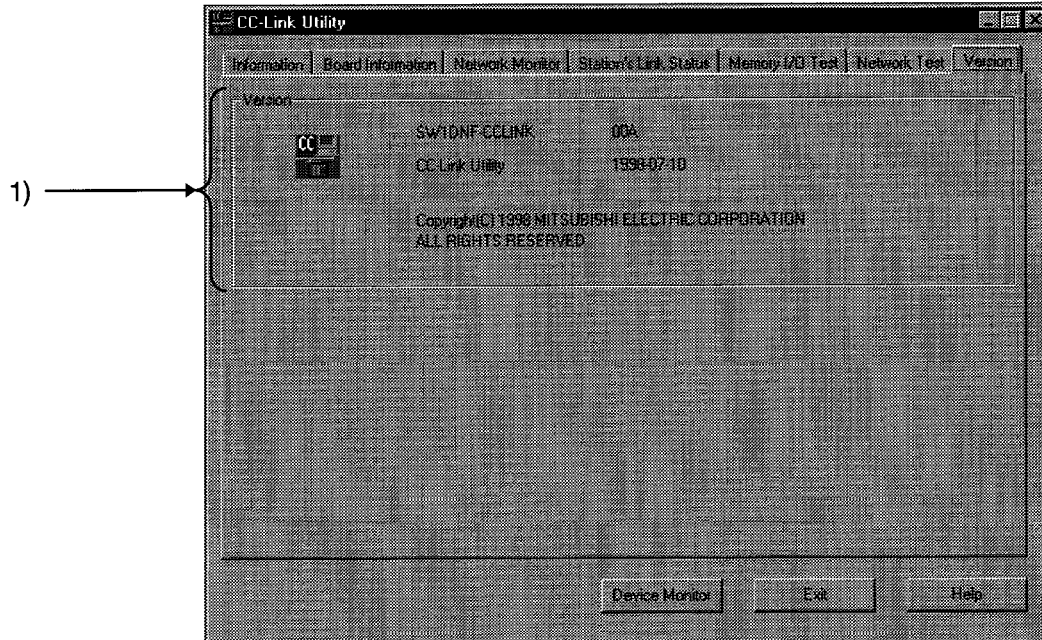 CC-Link Utility
Information Board Information Network Monitor Station's Link Status Memory I/O Test Network Test Version
Version
CC
SW1DNF-CCLINK 00A
1)
CC-Link Utility 1998-07-10
Copyright(C) 1998 MITSUBISHI ELECTRIC CORPORATION
ALL RIGHTS RESERVED
Device Monitor Exit Help